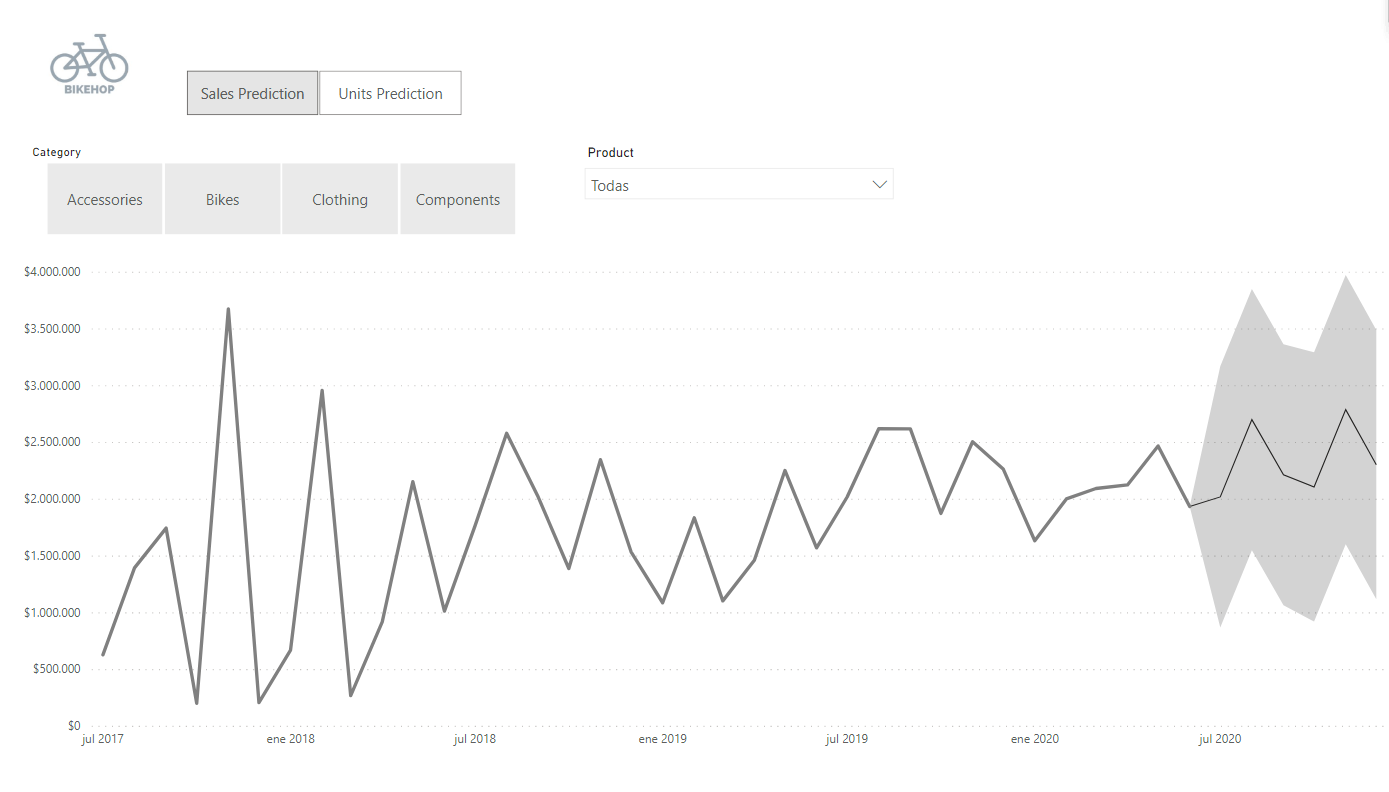 BIKEHOP
Sales Prediction
Units Prediction
Category
Accessories
Bikes
Clothing
Components
Product
Todas
$4.000.000
$3.500.000
$3.000.000
$2.500.000
$2.000.000
$1.500.000
$1.000.000
$500.000
$0
jul 2017
ene 2018
jul 2018
ene 2019
jul 2019
ene 2020
jul 2020